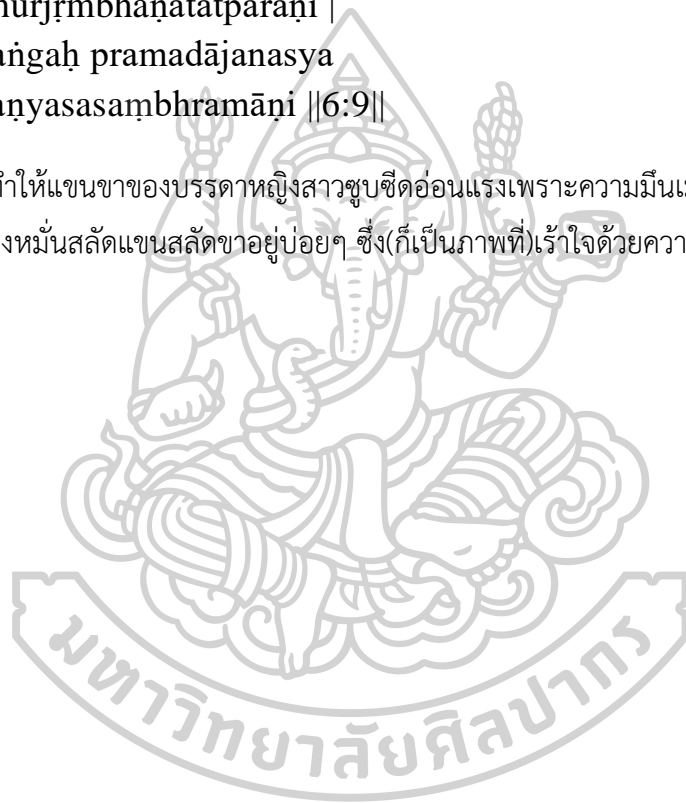 hurjṛmbhaṇatatparāṇi |
aṅgaḥ pramadājanasya
aṇyasasambhramāṇi ||6:9||
ทำให้แขนขาของบรรดาหญิงสาวซูบซีดอ่อนแรงเพราะความมึนเม
งหมั่นสลัดแขนสลัดขาอยู่บ่อยๆ ซึ่ง(ก็เป็นภาพที่)เร้าใจด้วยควา
มหาวิทยาลัยศิลปากร